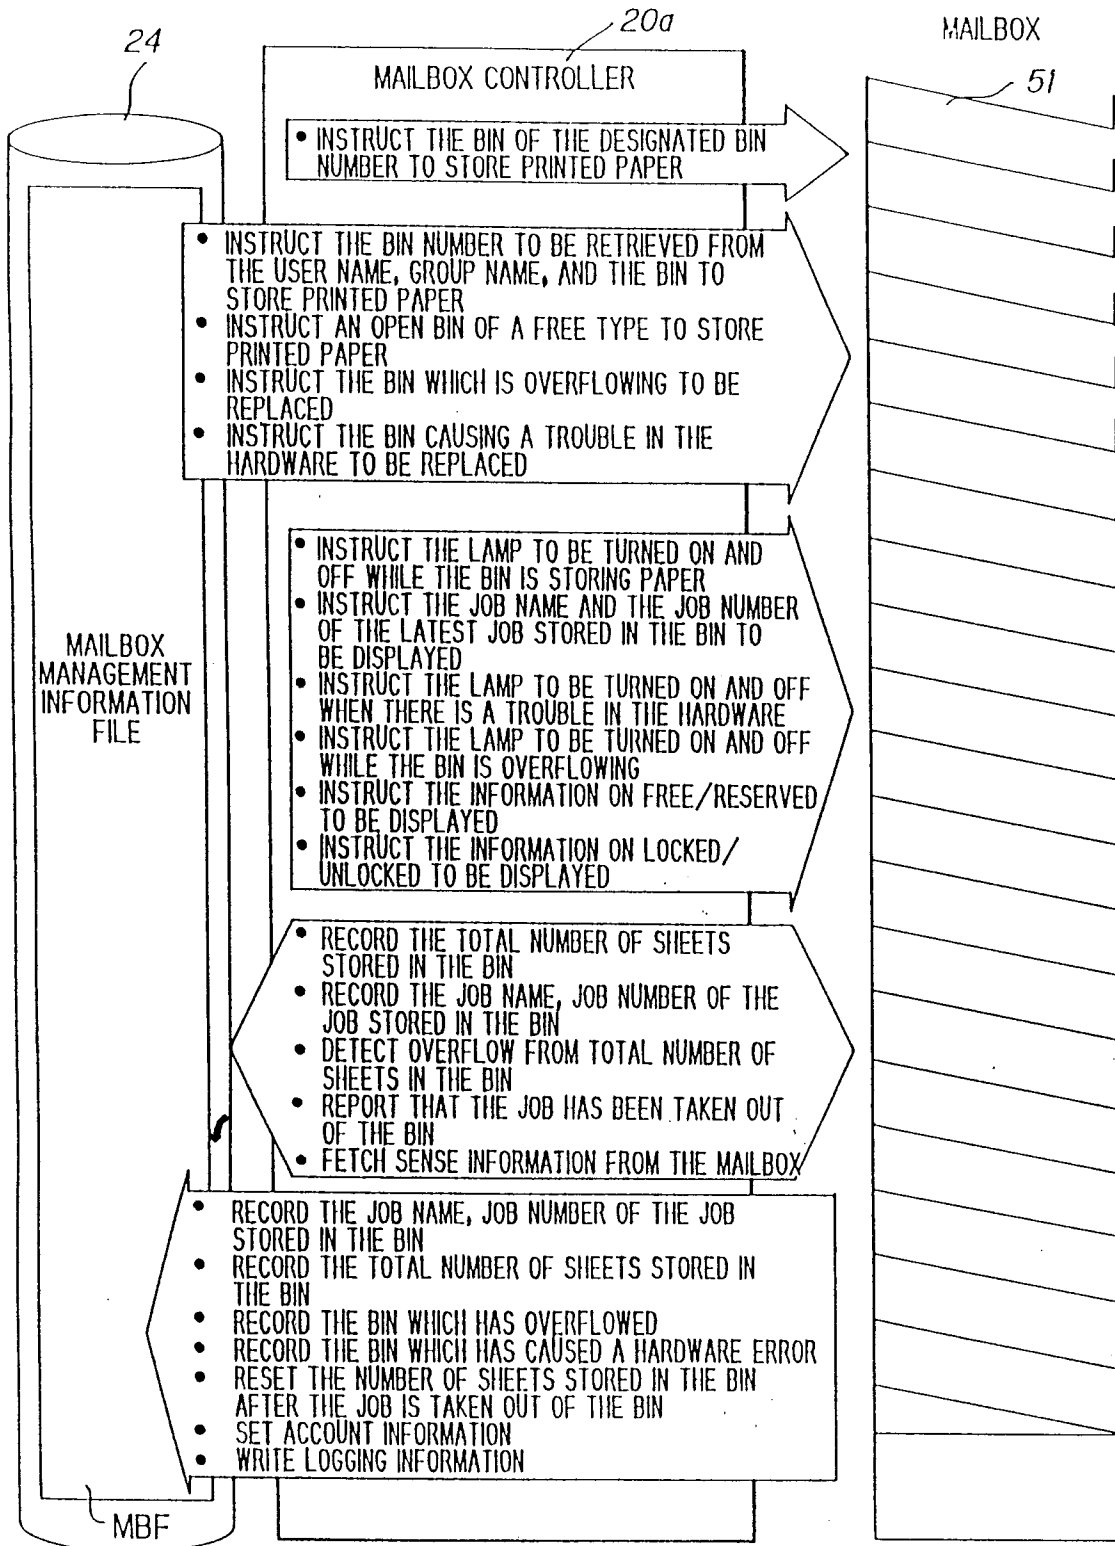 24
20a
MAILBOX
MAILBOX CONTROLLER
51
• INSTRUCT THE BIN OF THE DESIGNATED BIN
NUMBER TO STORE PRINTED PAPER
• INSTRUCT THE BIN NUMBER TO BE RETRIEVED FROM
THE USER NAME, GROUP NAME, AND THE BIN TO
STORE PRINTED PAPER
• INSTRUCT AN OPEN BIN OF A FREE TYPE TO STORE
PRINTED PAPER
• INSTRUCT THE BIN WHICH IS OVERFLOWING TO BE
REPLACED
• INSTRUCT THE BIN CAUSING A TROUBLE IN THE
HARDWARE TO BE REPLACED
• INSTRUCT THE LAMP TO BE TURNED ON AND
OFF WHILE THE BIN IS STORING PAPER
• INSTRUCT THE JOB NAME AND THE JOB NUMBER
OF THE LATEST JOB STORED IN THE BIN TO
BE DISPLAYED
• INSTRUCT THE LAMP TO BE TURNED ON AND OFF
WHEN THERE IS A TROUBLE IN THE HARDWARE
• INSTRUCT THE LAMP TO BE TURNED ON AND OFF
WHILE THE BIN IS OVERFLOWING
• INSTRUCT THE INFORMATION ON FREE/RESERVED
TO BE DISPLAYED
• INSTRUCT THE INFORMATION ON LOCKED/
UNLOCKED TO BE DISPLAYED
MAILBOX
MANAGEMENT
INFORMATION
FILE
• RECORD THE TOTAL NUMBER OF SHEETS
STORED IN THE BIN
• RECORD THE JOB NAME, JOB NUMBER OF THE
JOB STORED IN THE BIN
• DETECT OVERFLOW FROM TOTAL NUMBER OF
SHEETS IN THE BIN
• REPORT THAT THE JOB HAS BEEN TAKEN OUT
OF THE BIN
• FETCH SENSE INFORMATION FROM THE MAILBOX
• RECORD THE JOB NAME, JOB NUMBER OF THE JOB
STORED IN THE BIN
• RECORD THE TOTAL NUMBER OF SHEETS STORED IN
THE BIN
• RECORD THE BIN WHICH HAS OVERFLOWED
• RECORD THE BIN WHICH HAS CAUSED A HARDWARE ERROR
• RESET THE NUMBER OF SHEETS STORED IN THE BIN
AFTER THE JOB IS TAKEN OUT OF THE BIN
• SET ACCOUNT INFORMATION
• WRITE LOGGING INFORMATION
MBF